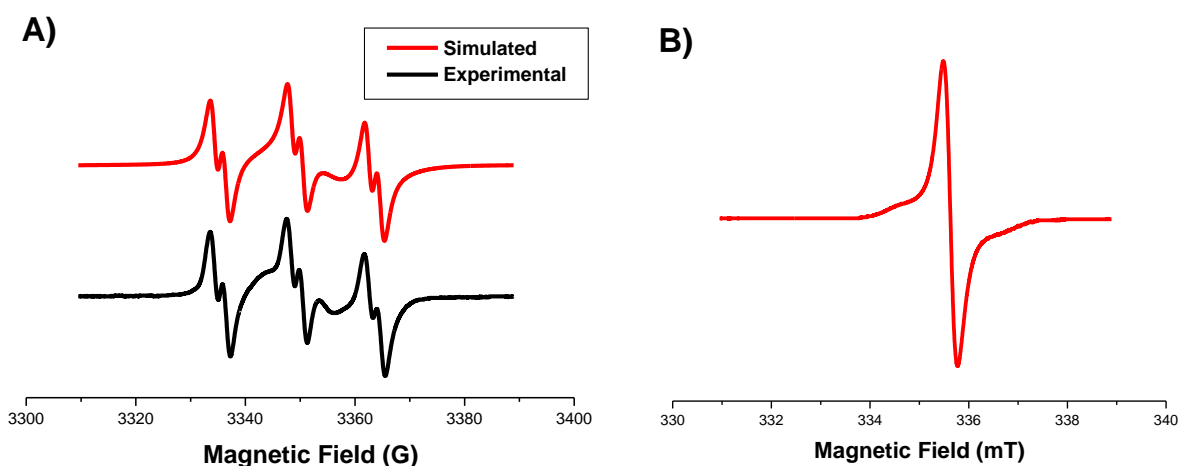 A)
Simulated
Experimental
3300
3320
3340
3360
3380
3400
Magnetic Field (G)
B)
330
332
334
336
338
340
Magnetic Field (mT)